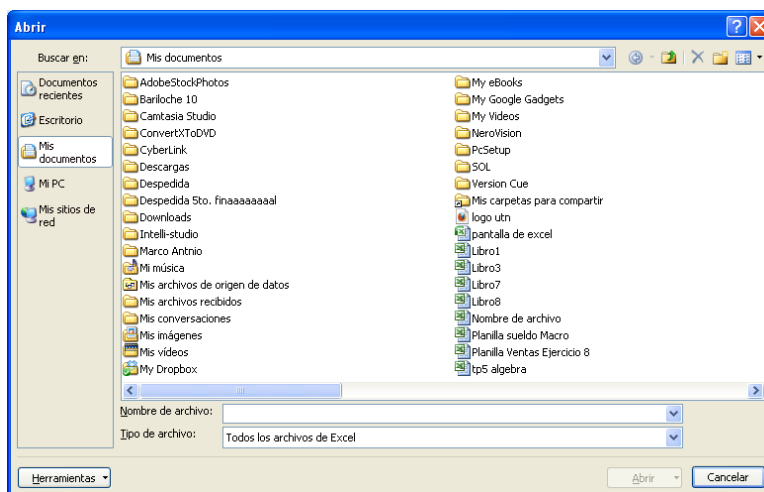 Abrir
Buscar en:
Mis documentos
Documentos recientes
Escritorio
Mis documentos
Mi PC
Mis sitios de red
AdobeStockPhotos
Bariloche 10
Camtasia Studio
ConvertXToDVD
CyberLink
Descargas
Despedida
Despedida 5to. finaaaaaaal
Downloads
Intelli-studio
Marco Antnio
Mi música
Mis archivos de origen de datos
Mis archivos recibidos
Mis conversaciones
Mis imágenes
Mis vídeos
My Dropbox
My eBooks
My Google Gadgets
My Videos
NeroVision
PcSetup
SOL
Version Cue
Mis carpetas para compartir
logo utn
pantalla de excel
Libro1
Libro3
Libro7
Libro8
Nombre de archivo
Planilla sueldo Macro
Planilla Ventas Ejercicio 8
tp5 algebra
Nombre de archivo:
Tipo de archivo:
Todos los archivos de Excel
Herramientas
Abrir
Cancelar